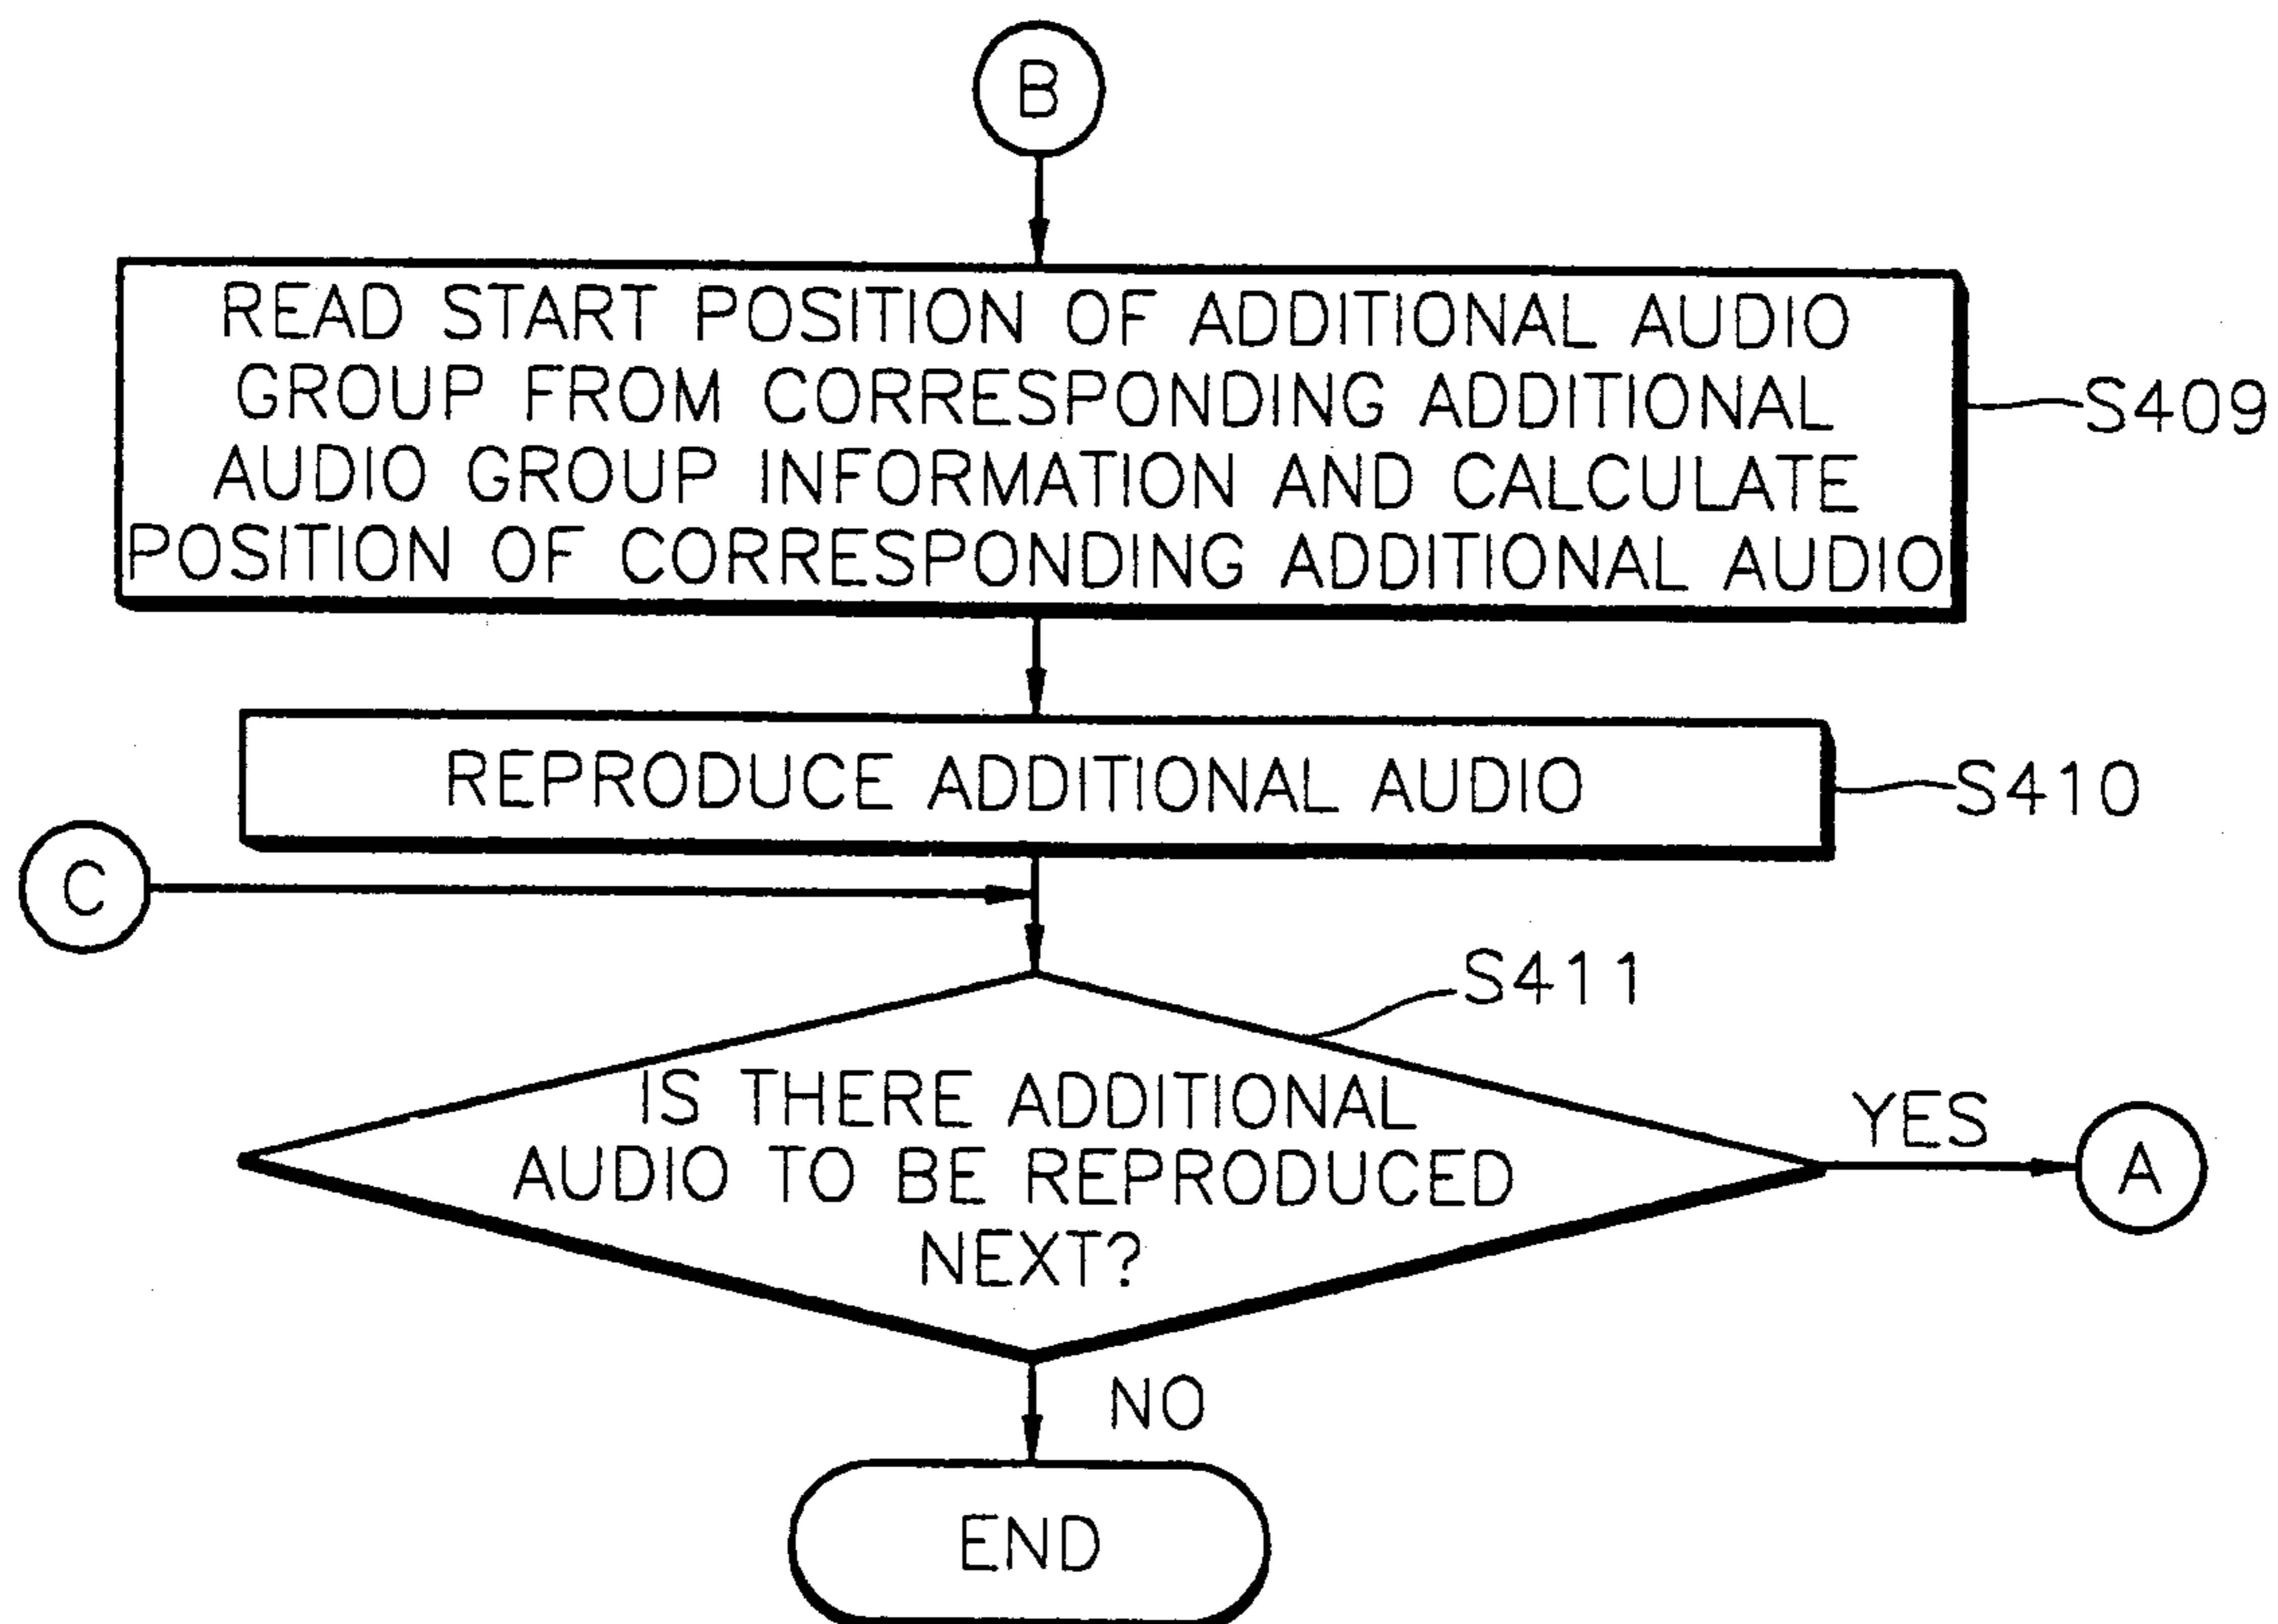 B
READ START POSITION OF ADDITIONAL AUDIO
GROUP FROM CORRESPONDING ADDITIONAL
AUDIO GROUP INFORMATION AND CALCULATE
POSITION OF CORRESPONDING ADDITIONAL AUDIO
S409
REPRODUCE ADDITIONAL AUDIO
S410
C
S411
IS THERE ADDITIONAL
AUDIO TO BE REPRODUCED
NEXT?
YES
A
NO
END